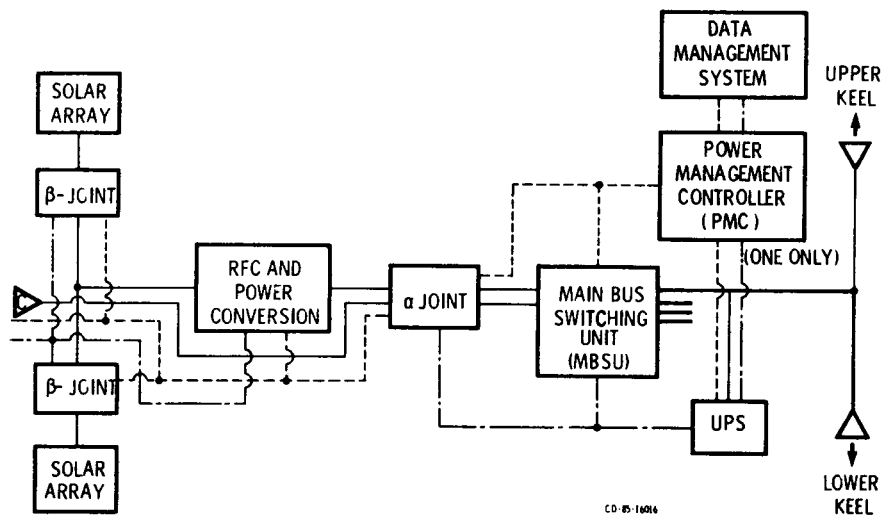 DATA
MANAGEMENT
SYSTEM
UPPER
KEEL
SOLAR
ARRAY
POWER
MANAGEMENT
CONTROLLER
(PMC)
β-JOINT
(ONE ONLY)
RFC AND
POWER
CONVERSION
α JOINT
MAIN BUS
SWITCHING
UNIT
(MBSU)
β-JOINT
UPS
SOLAR
ARRAY
LOWER
KEEL
CD-85-16016